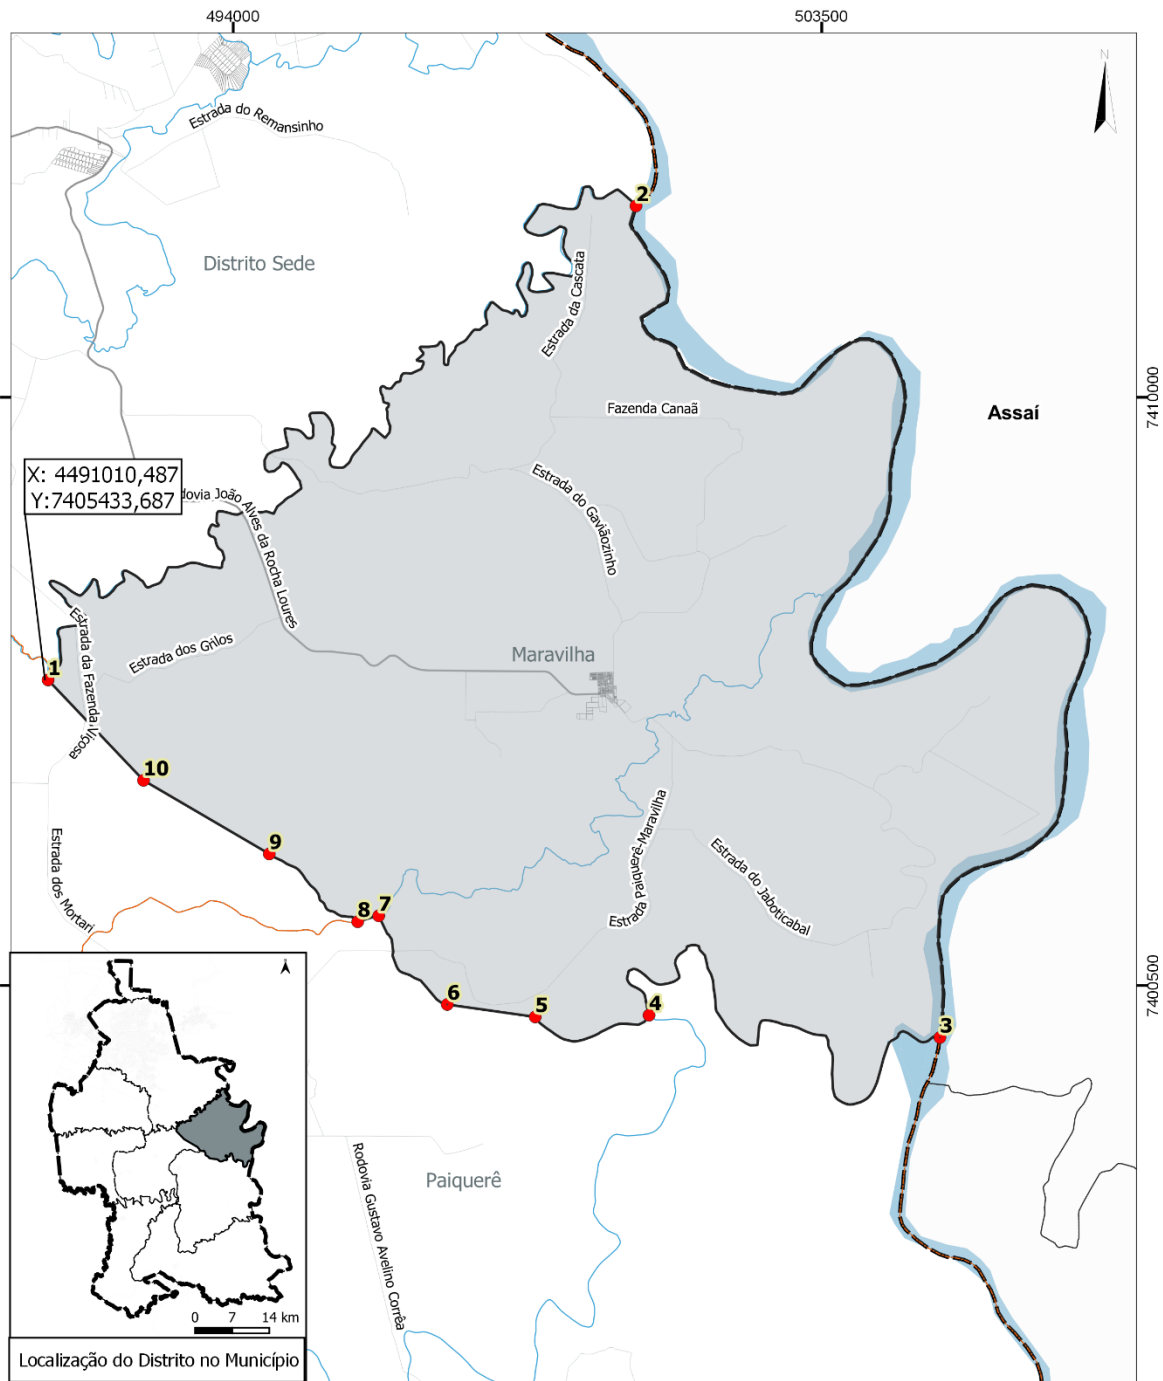 494000
503500
N
Estrada do Remansinho
2
Distrito Sede
Estrada da Cascata
7410000
Fazenda Canaã
Assaí
X: 4491010,487
Y:7405433,687
dovia João Alves da Rocha Loures
Estrada do Gaviãozinho
Estrada da Fazenda Viçosa
Estrada dos Grilos
Maravilha
1
10
Estrada Paiquerê-Maravilha
Estrada dos Mortari
9
Estrada do Jaboticabal
8
7
6
5
4
3
7400500
Paiquerê
Rodovia Gustavo Avelino Corrêa
0 7 14 km
Localização do Distrito no Município